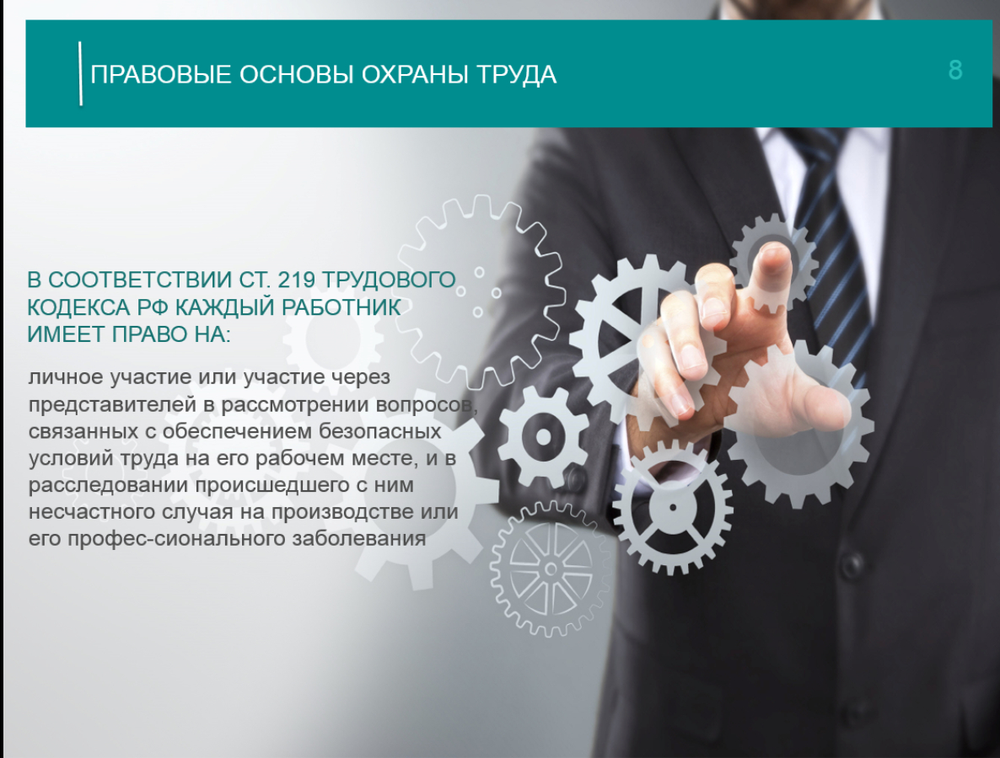 ПРАВОВЫЕ ОСНОВЫ ОХРАНЫ ТРУДА
8
В СООТВЕТСТВИИ СТ. 219 ТРУДОВОГО
КОДЕКСА РФ КАЖДЫЙ РАБОТНИК
ИМЕЕТ ПРАВО НА:
личное участие или участие через
представителей в рассмотрении вопросов,
связанных с обеспечением безопасных
условий труда на его рабочем месте, и в
расследовании происшедшего с ним
несчастного случая на производстве или
его профес-сионального заболевания